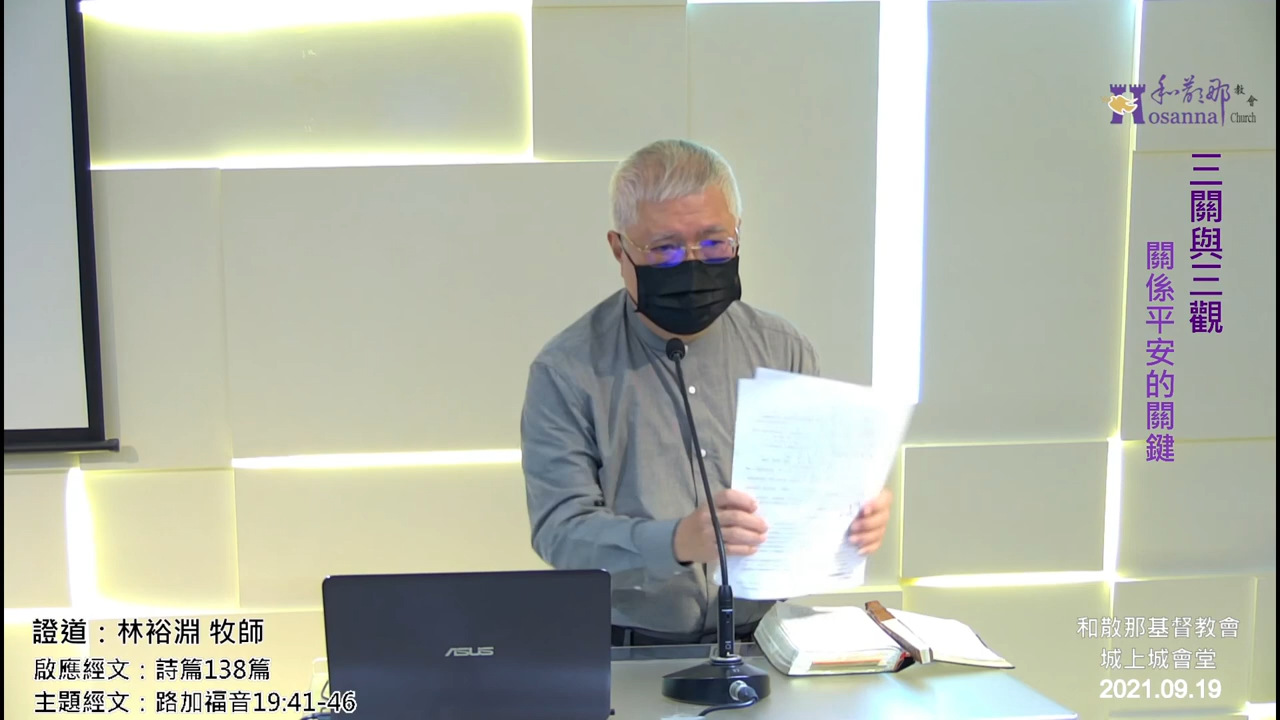 和散那教會
Hosanna Church
三關與三觀
關係平安的關鍵
ASUS
證道：林裕淵 牧師
啟應經文：詩篇138篇
主題經文：路加福音19:41-46
和散那基督教會
城上城會堂
2021.09.19